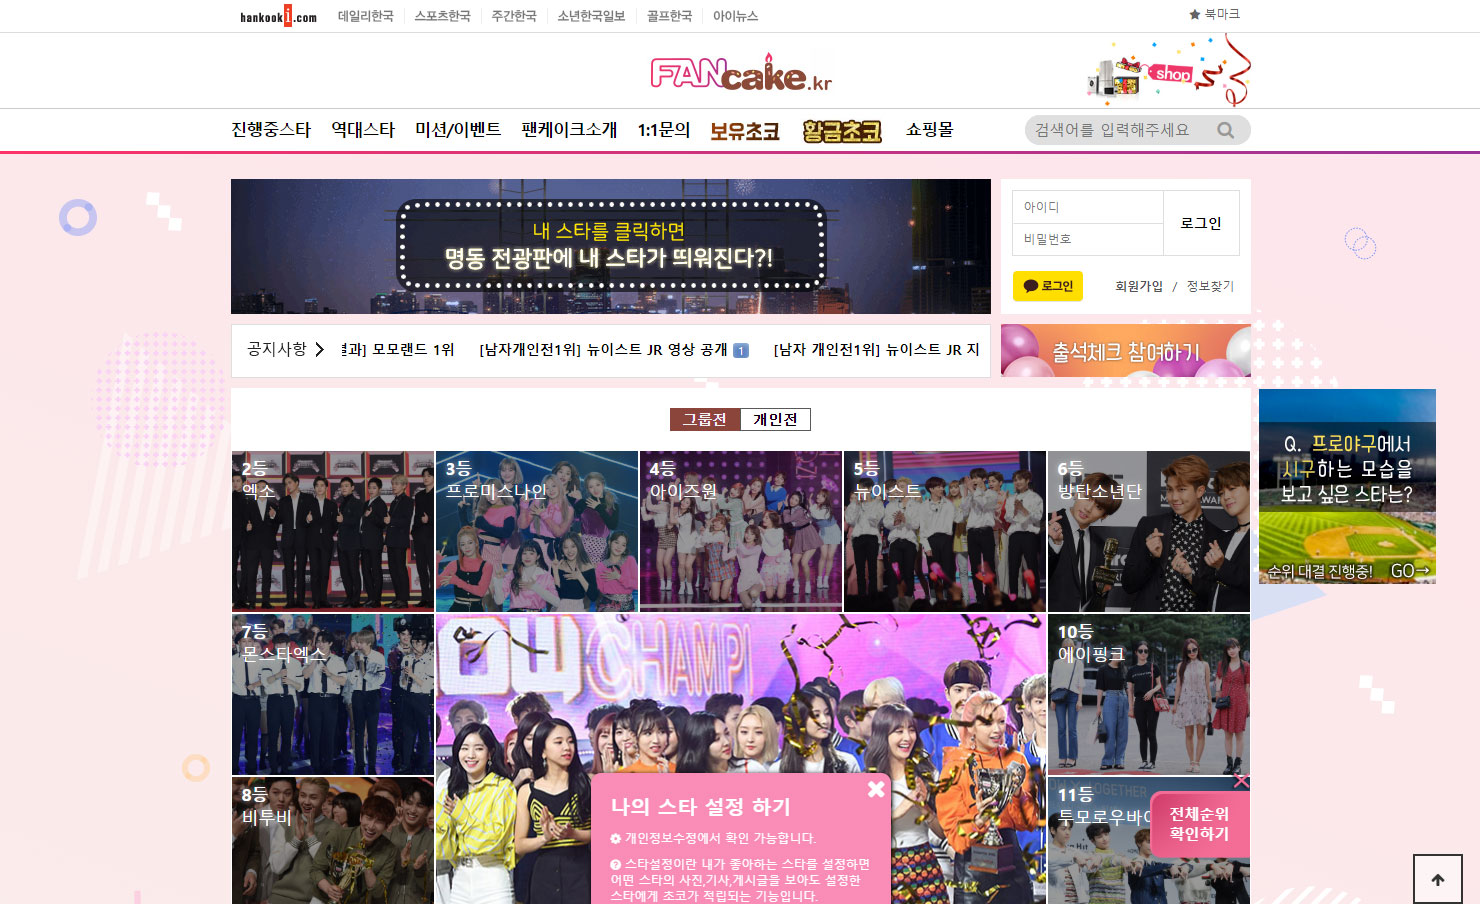 hankooki.com 데일리한국 스포츠한국 주간한국 소년한국일보 골프한국 아이뉴스 북마크
FANcake.kr
shop
진행중스타 역대스타 미션/이벤트 팬케이크소개 1:1문의 보유초코 황금초코 쇼핑몰 검색어를 입력해주세요
내 스타를 클릭하면
명동 전광판에 내 스타가 띄워진다?!
아이디
비밀번호
로그인
로그인 회원가입 / 정보찾기
공지사항 결과] 모모랜드 1위 [남자개인전1위] 뉴이스트 JR 영상 공개 1 [남자 개인전1위] 뉴이스트 JR 지
출석체크 참여하기
그룹전 개인전
Q. 프로야구에서
시구하는 모습을
보고 싶은 스타는?
순위 대결 진행중! GO→
2등
엑소
3등
프로미스나인
4등
아이즈원
5등
뉴이스트
6등
방탄소년단
7등
몬스타엑스
CHAMPI
10등
에이핑크
8등
비투비
11등
투모로우바이
TOGETHER
전체순위
확인하기
나의 스타 설정 하기
개인정보수정에서 확인 가능합니다.
스타설정이란 내가 좋아하는 스타를 설정하면
어떤 스타의 사진,기사,게시글을 보아도 설정한
스타에게 초코가 적립되는 기능입니다.